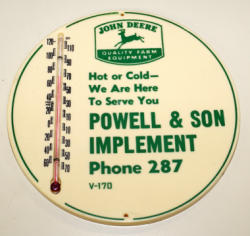 JOHN DEERE
QUALITY FARM
EQUIPMENT
Hot or Cold—
We Are Here
To Serve You
POWELL & SON
IMPLEMENT
Phone 287
V-170